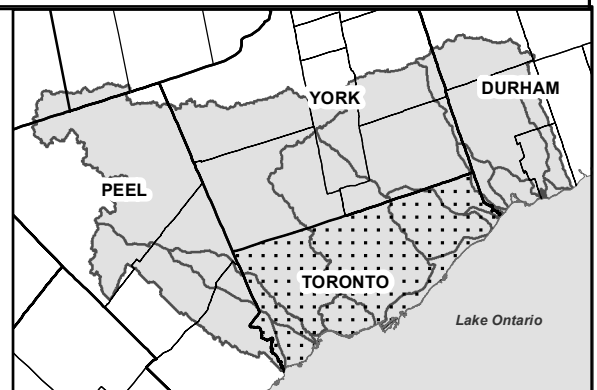 YORK
DURHAM
PEEL
TORONTO
Lake Ontario